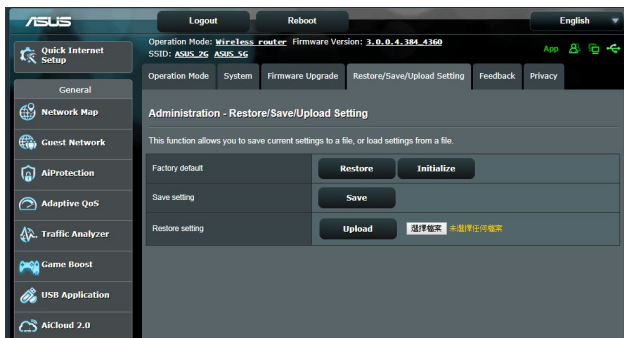 ASUS
Logout
Reboot
English
Operation Mode: Wireless router Firmware Version: 3.0.0.4.384_4360
SSID: ASUS_2G ASUS_5G
App
Quick Internet Setup
General
Network Map
Guest Network
AiProtection
Adaptive QoS
Traffic Analyzer
Game Boost
USB Application
AiCloud 2.0
Operation Mode
System
Firmware Upgrade
Restore/Save/Upload Setting
Feedback
Privacy
Administration - Restore/Save/Upload Setting
This function allows you to save current settings to a file, or load settings from a file.
Factory default
Restore
Initialize
Save setting
Save
Restore setting
Upload
選擇檔案 未選擇任何檔案